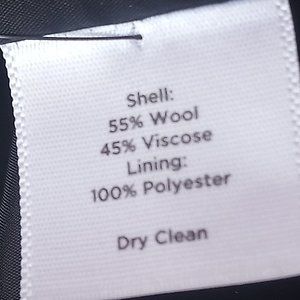 Shell:
55% Wool
45% Viscose
Lining:
100% Polyester
Dry Clean